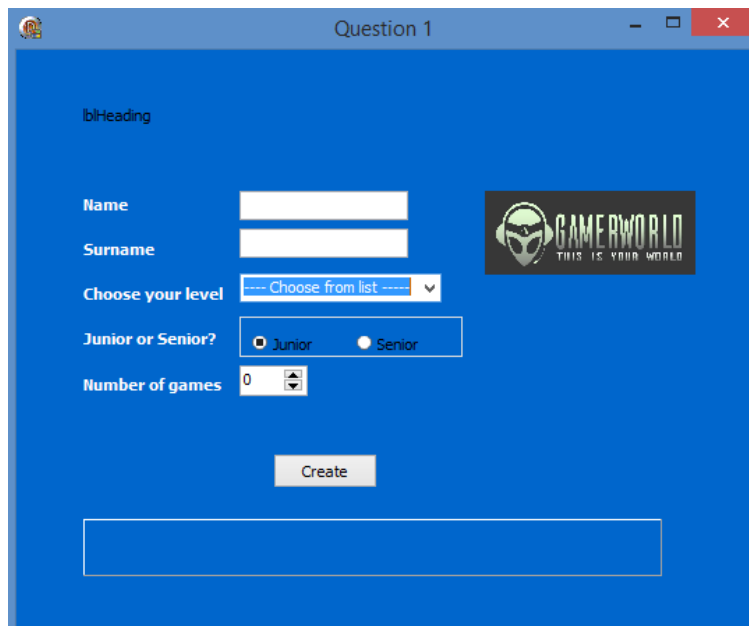 Question 1
lblHeading
Name
GAMERWORLD
THIS IS YOUR WORLD
Surname
Choose your level
---- Choose from list -----
Junior or Senior?
Junior
Senior
Number of games
0
Create